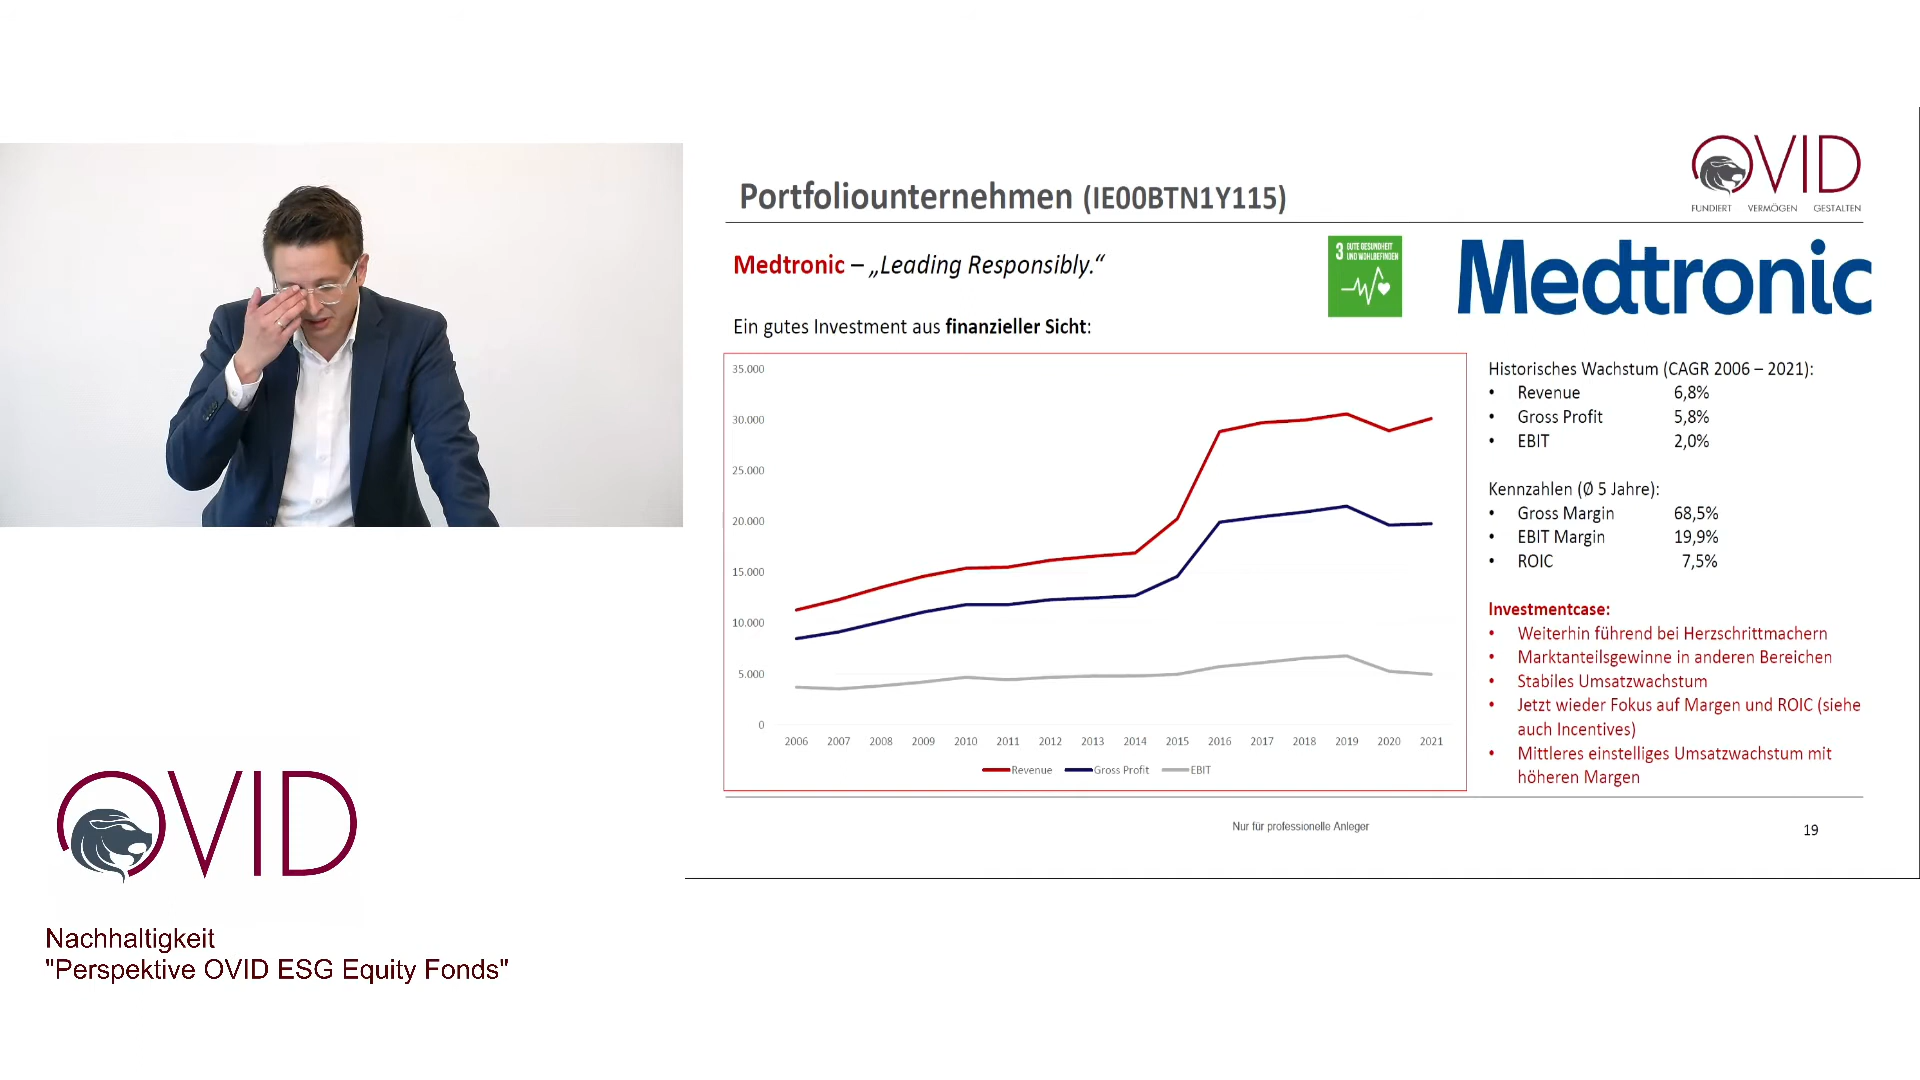 OVID
FUNDIERT VERMÖGEN GESTALTEN
Portfoliounternehmen (IE00BTN1Y115)
Medtronic – „Leading Responsibly.“
3 GUTE GESUNDHEIT
UND WOHLBEFINDEN
Medtronic
Ein gutes Investment aus finanzieller Sicht:
35.000
30.000
25.000
20.000
15.000
10.000
5.000
0
2006 2007 2008 2009 2010 2011 2012 2013 2014 2015 2016 2017 2018 2019 2020 2021
Revenue Gross Profit EBIT
Historisches Wachstum (CAGR 2006 – 2021):
• Revenue 6,8%
• Gross Profit 5,8%
• EBIT 2,0%
Kennzahlen (Ø 5 Jahre):
• Gross Margin 68,5%
• EBIT Margin 19,9%
• ROIC 7,5%
Investmentcase:
• Weiterhin führend bei Herzschrittmachern
• Marktanteilsgewinne in anderen Bereichen
• Stabiles Umsatzwachstum
• Jetzt wieder Fokus auf Margen und ROIC (siehe
auch Incentives)
• Mittleres einstelliges Umsatzwachstum mit
höheren Margen
Nur für professionelle Anleger
19
OVID
Nachhaltigkeit
"Perspektive OVID ESG Equity Fonds"